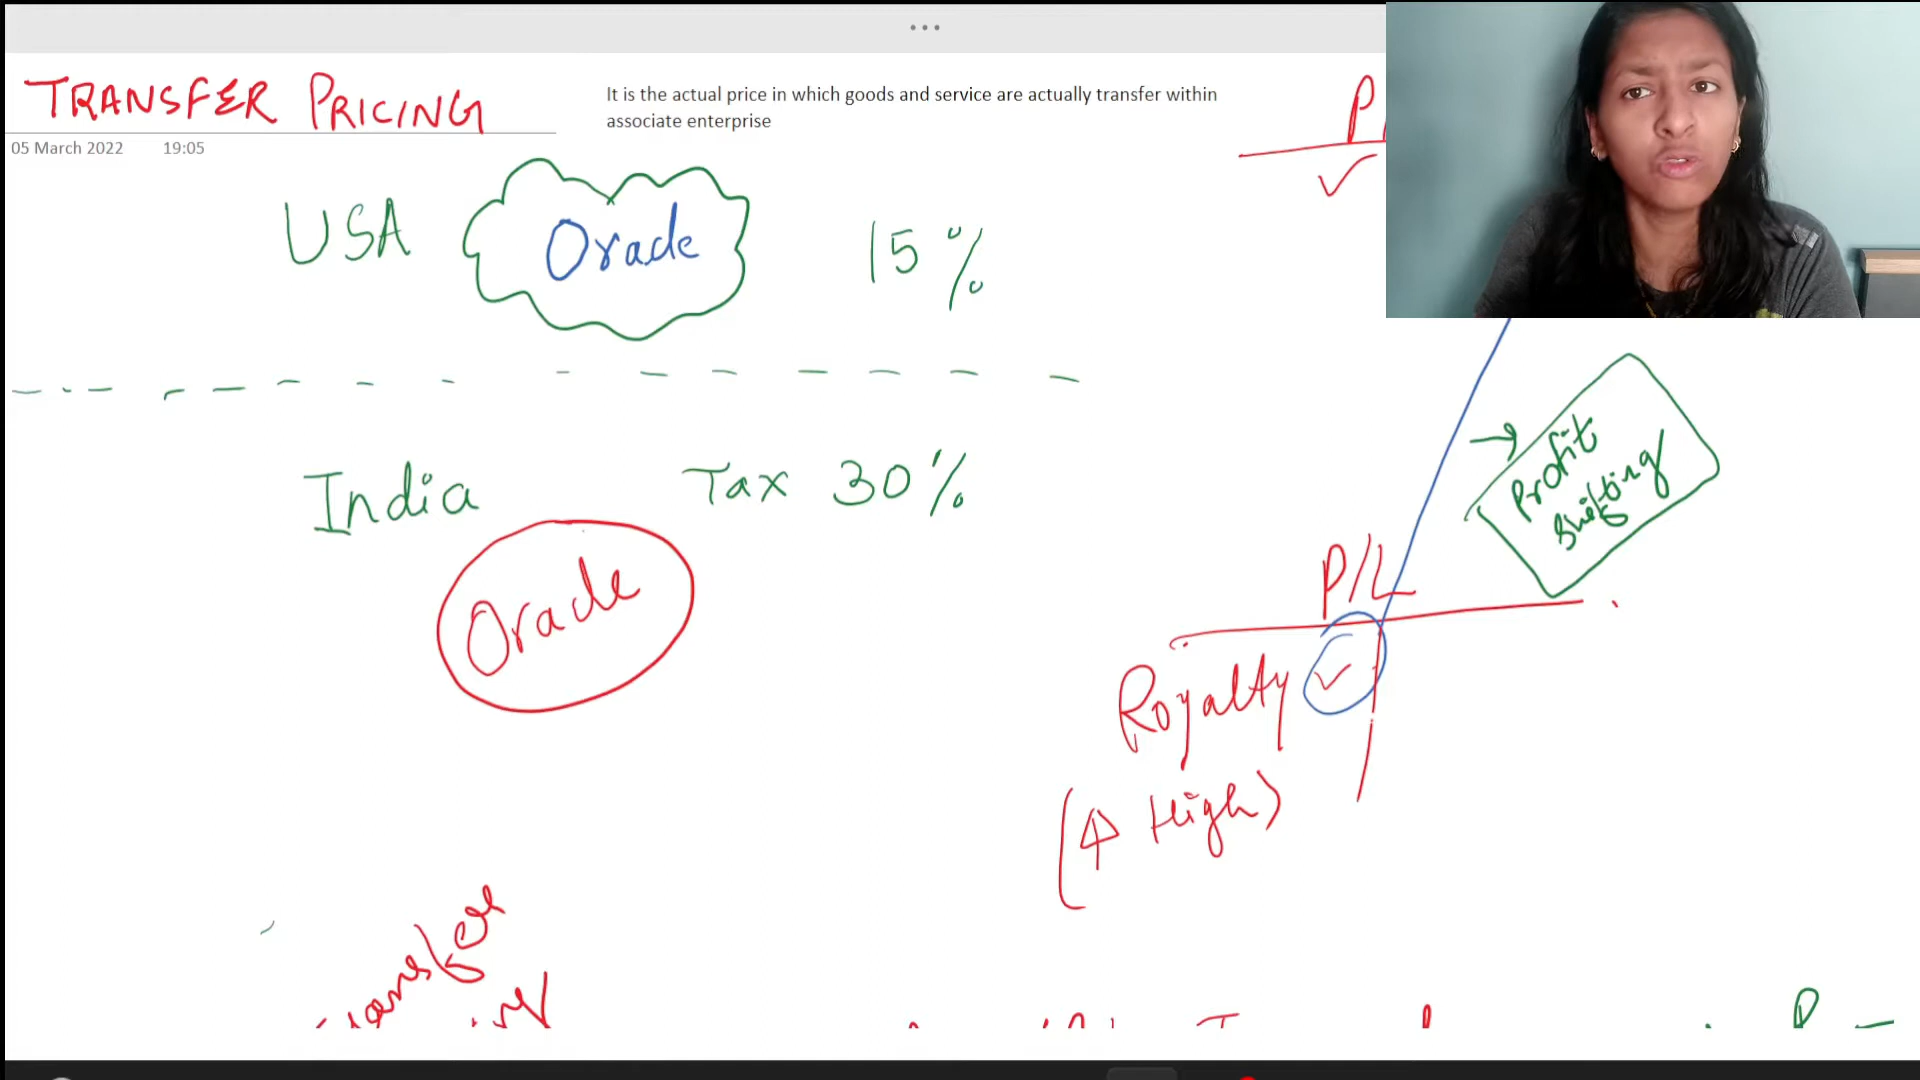 TRANSFER PRICING
It is the actual price in which goods and service are actually transfer within
associate enterprise
05 March 2022 19:05
P
USA Oracle 15%
India Tax 30%
Oracle
Profit
Shifting
P/L
Royalty
(↑ High)